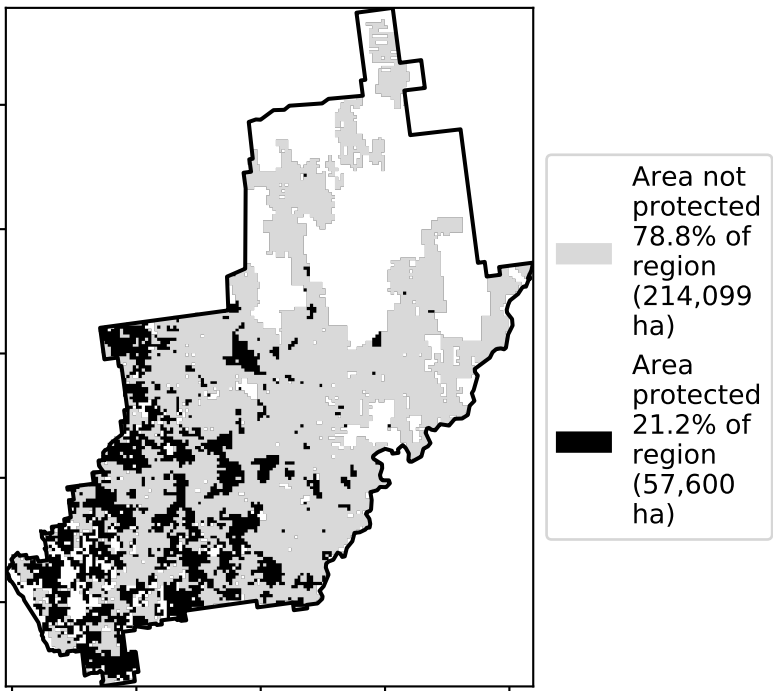 Area not
protected
78.8% of
region
(214,099
ha)
Area
protected
21.2% of
region
(57,600
ha)